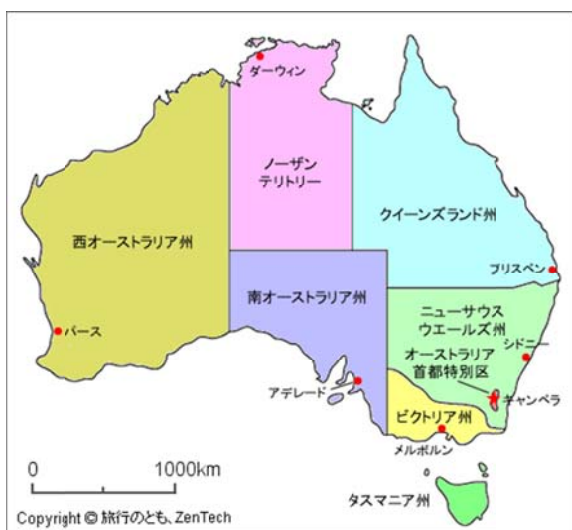 ダーウィン
ノーザン
テリトリー
クイーンズランド州
西オーストラリア州
ブリスベン
南オーストラリア州
ニューサウス
ウエールズ州
パース
シドニー
オーストラリア
首都特別区
アデレード
キャンベラ
ビクトリア州
メルボルン
0 1000km
タスマニア州
Copyright © 旅行のとも、ZenTech